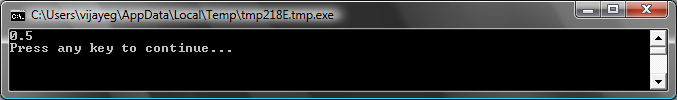 C:\Users\vijayeg\AppData\Local\Temp\tmp218E.tmp.exe
0.5
Press any key to continue...